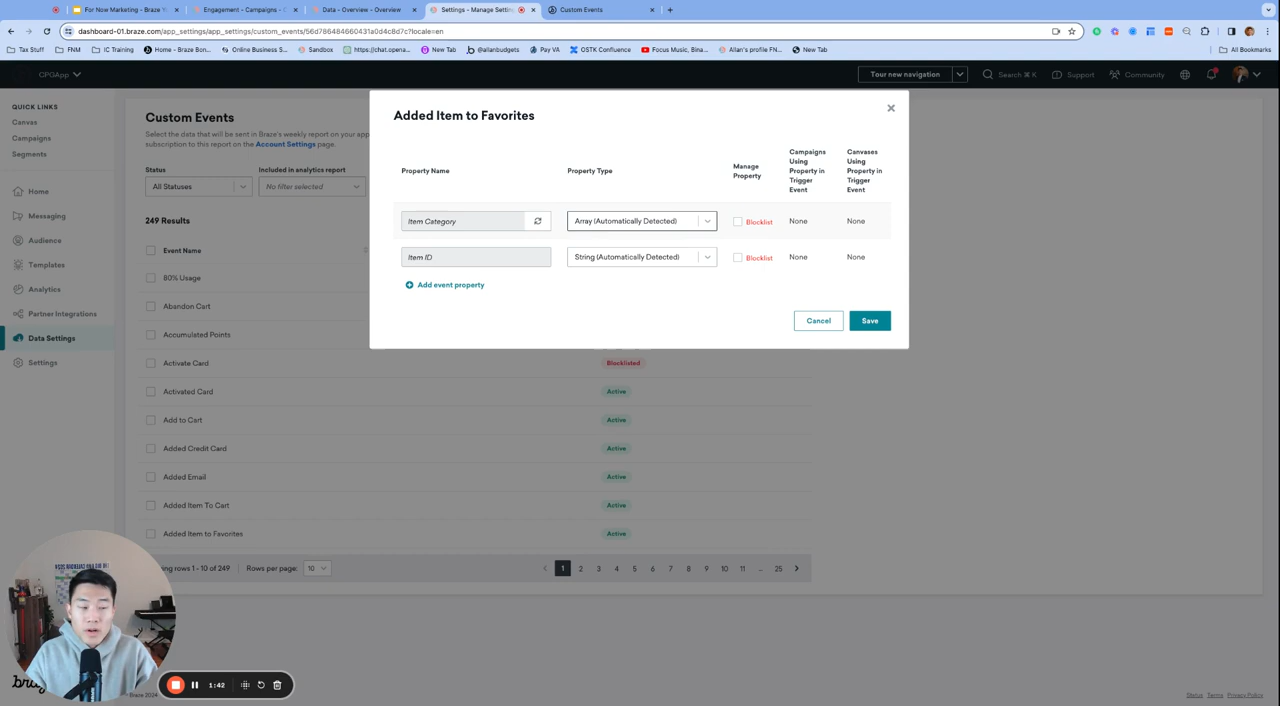 For Now Marketing - Braze
Engagement - Campaigns - C
Data - Overview - Overview
Settings - Manage Settin
Custom Events
dashboard-01.braze.com/app_settings/app_settings/custom_events/56d786484660431a0d4c8d7c?locale=en
Tax Stuff
FNM
IC Training
Home - Braze Bon...
Online Business S...
Sandbox
https://chat.opena...
New Tab
@allanbudgets
Pay VA
OSTK Confluence
Focus Music, Bina...
Allan's profile FN...
New Tab
All Bookmarks
CPGApp
Tour new navigation
Search ⌘ K
Support
Community
QUICK LINKS
Canvas
Campaigns
Segments
Home
Messaging
Audience
Templates
Analytics
Partner Integrations
Data Settings
Settings
Custom Events
Select the data that will be sent in Braze's weekly report on your app
subscription to this report on the Account Settings page.
Status
Included in analytics report
All Statuses
No filter selected
249 Results
Event Name
80% Usage
Abandon Cart
Accumulated Points
Activate Card
Blocklisted
Activated Card
Active
Add to Cart
Active
Added Credit Card
Active
Added Email
Active
Added Item To Cart
Active
Added Item to Favorites
Active
ing rows 1 - 10 of 249
Rows per page:
10
1 2 3 4 5 6 7 8 9 10 11 ... 25
Added Item to Favorites
Property Name
Property Type
Manage
Property
Campaigns
Using
Property in
Trigger
Event
Canvases
Using
Property in
Trigger
Event
Item Category
Array (Automatically Detected)
Blocklist
None
None
Item ID
String (Automatically Detected)
Blocklist
None
None
Add event property
Cancel
Save
1:42
Braze 2024
Status
Terms
Privacy Policy